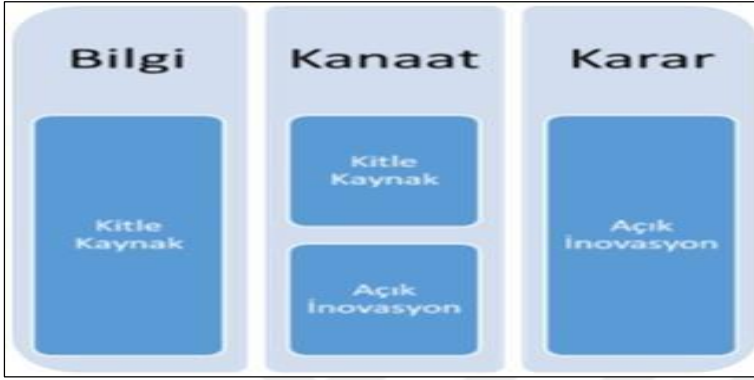 Bilgi
Kitle
Kaynak
Kanaat
Kitle
Kaynak
Açık
İnovasyon
Karar
Açık
İnovasyon